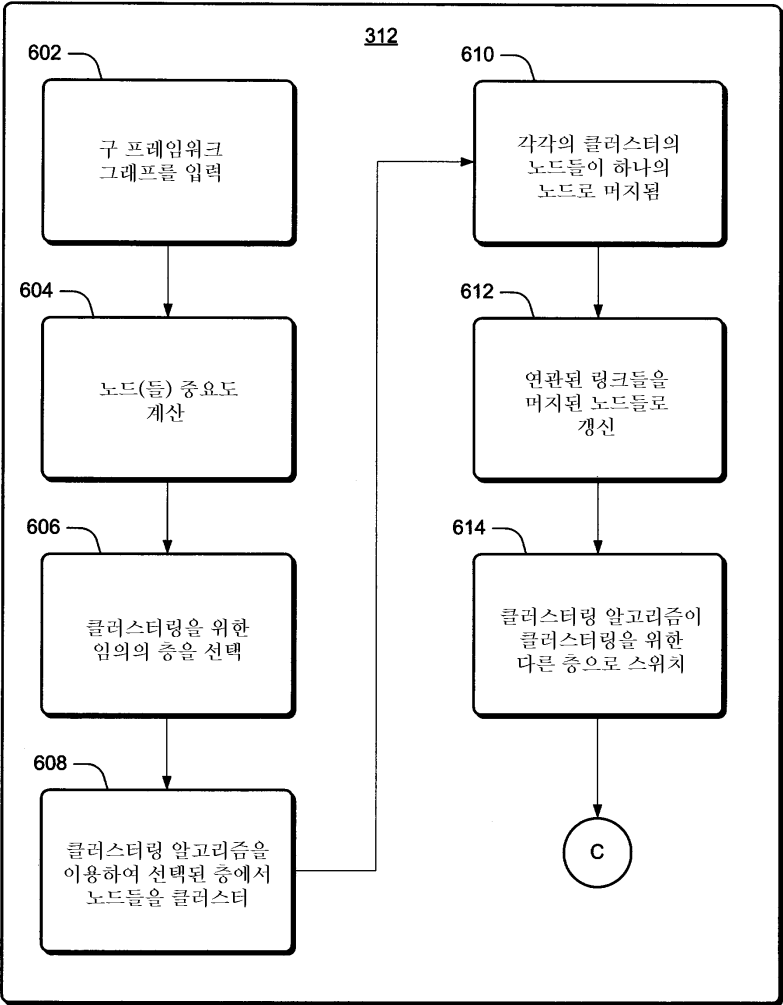 312
602
구 프레임워크
그래프를 입력
604
노드(들) 중요도
계산
606
클러스터링을 위한
임의의 층을 선택
608
클러스터링 알고리즘을
이용하여 선택된 층에서
노드들을 클러스터
610
각각의 클러스터의
노드들이 하나의
노드로 머지됨
612
연관된 링크들을
머지된 노드들로
갱신
614
클러스터링 알고리즘이
클러스터링을 위한
다른 층으로 스위치
C